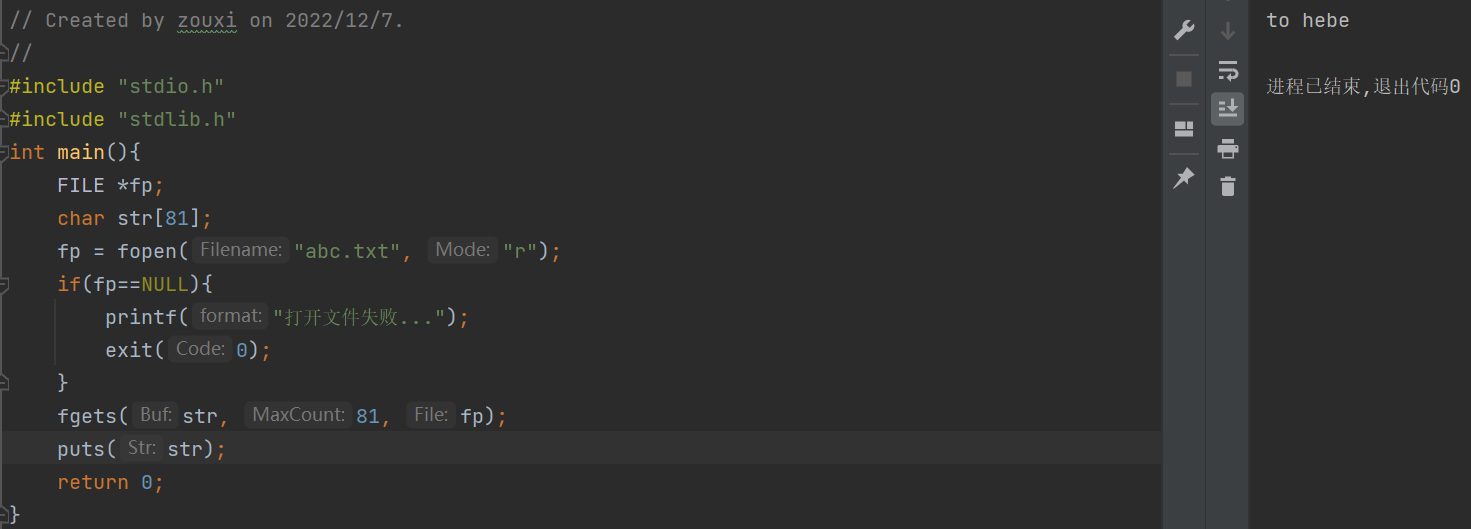 // Created by zouxi on 2022/12/7.
//
#include "stdio.h"
#include "stdlib.h"
int main(){
    FILE *fp;
    char str[81];
    fp = fopen( Filename: "abc.txt", Mode: "r");
    if(fp==NULL){
        printf( format: "打开文件失败...");
        exit( Code: 0);
    }
    fgets( Buf: str, MaxCount: 81, File: fp);
    puts( Str: str);
    return 0;
}
to hebe
进程已结束,退出代码0